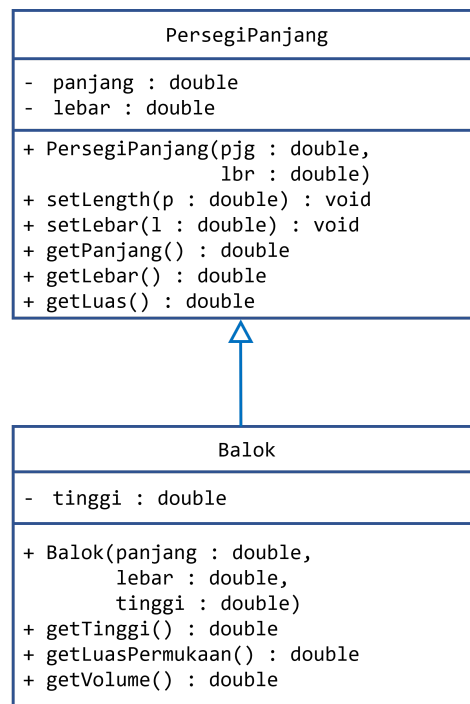 PersegiPanjang
- panjang : double
- lebar : double
+ PersegiPanjang(pjg : double,
lbr : double)
+ setLength(p : double) : void
+ setLebar(l : double) : void
+ getPanjang() : double
+ getLebar() : double
+ getLuas() : double
Balok
- tinggi : double
+ Balok(panjang : double,
lebar : double,
tinggi : double)
+ getTinggi() : double
+ getLuasPermukaan() : double
+ getVolume() : double